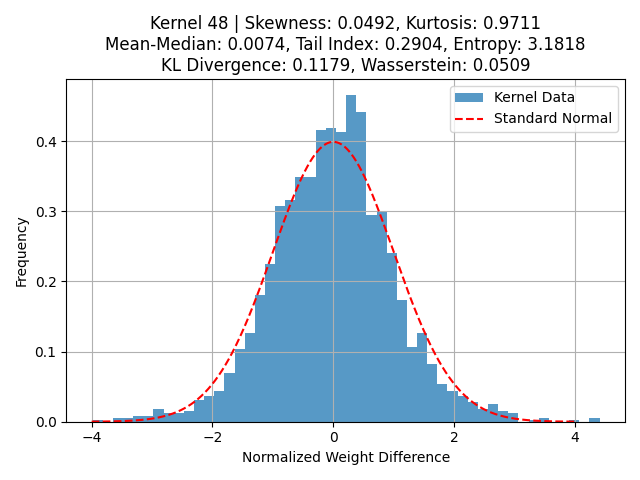 Kernel 48 | Skewness: 0.0492, Kurtosis: 0.9711
Mean-Median: 0.0074, Tail Index: 0.2904, Entropy: 3.1818
KL Divergence: 0.1179, Wasserstein: 0.0509
Kernel Data
Standard Normal
Frequency
0.4
0.3
0.2
0.1
0.0
−4
−2
0
2
4
Normalized Weight Difference